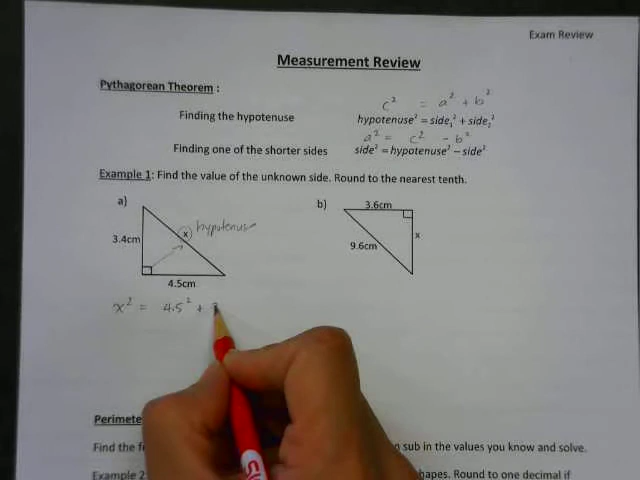 Exam Review
Measurement Review
Pythagorean Theorem :
c² = a² + b²
Finding the hypotenuse hypotenuse² = side₁² + side₂²
a² = c² - b²
Finding one of the shorter sides side² = hypotenuse² - side²
Example 1: Find the value of the unknown side. Round to the nearest tenth.
a) b) 3.6cm
x hypotenuse
3.4cm 9.6cm x
4.5cm
x² = 4.5² +
Find the
sub in the values you know and solve.
Example 2: Round to one decimal if